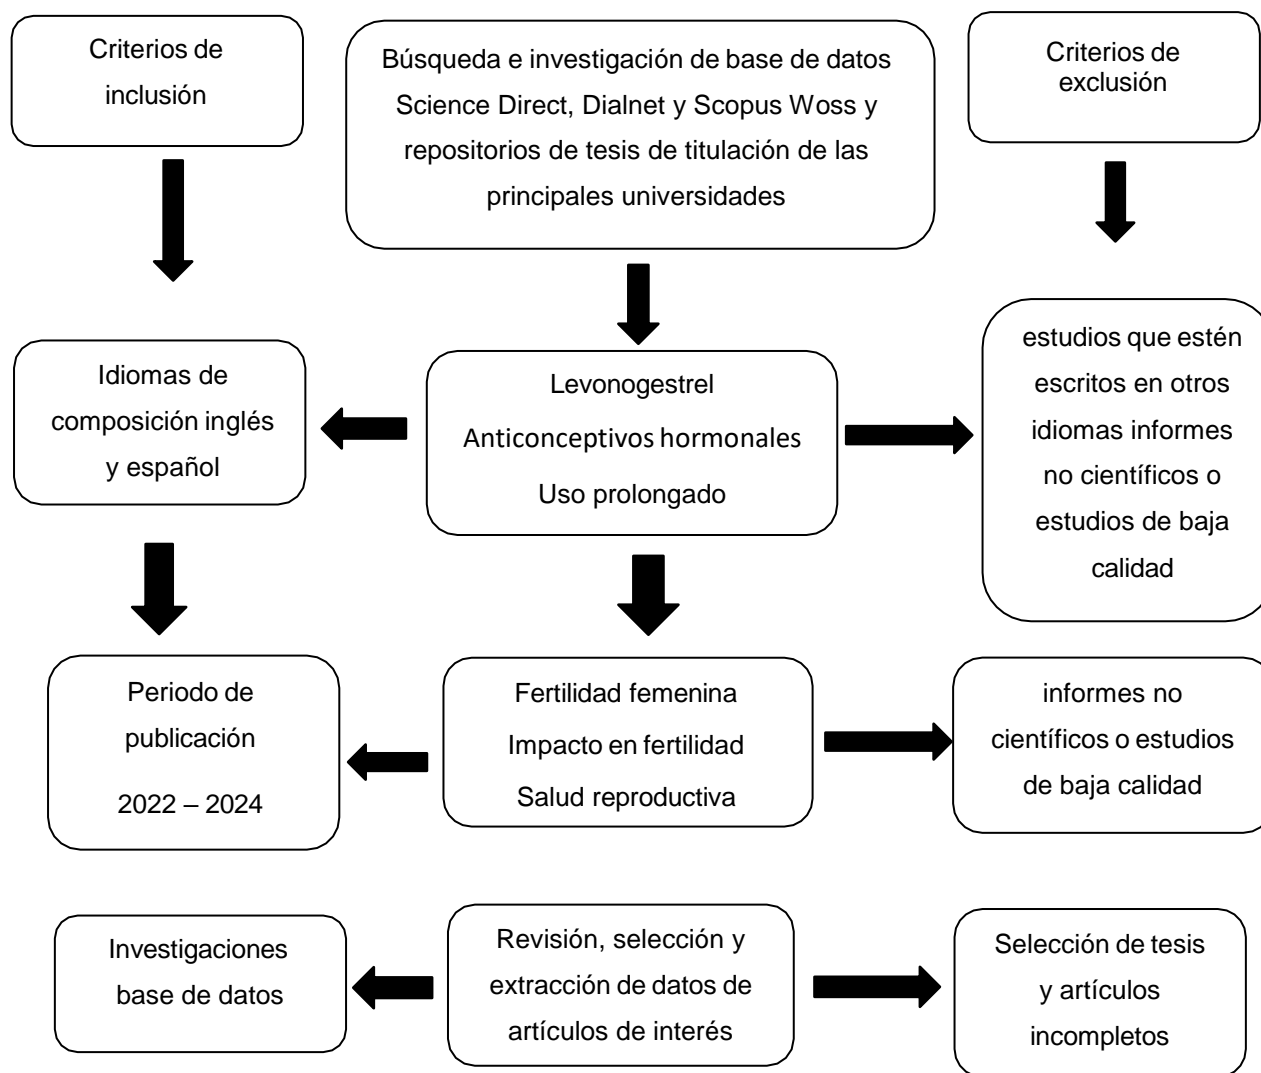 Criterios de
inclusión
Búsqueda e investigación de base de datos
Science Direct, Dialnet y Scopus Woss y
repositorios de tesis de titulación de las
principales universidades
Criterios de
exclusión
Idiomas de
composición inglés
y español
Levonogestrel
Anticonceptivos hormonales
Uso prolongado
estudios que estén
escritos en otros
idiomas informes
no científicos o
estudios de baja
calidad
Periodo de
publicación
2022 – 2024
Fertilidad femenina
Impacto en fertilidad
Salud reproductiva
informes no
científicos o estudios
de baja calidad
Investigaciones
base de datos
Revisión, selección y
extracción de datos de
artículos de interés
Selección de tesis
y artículos
incompletos